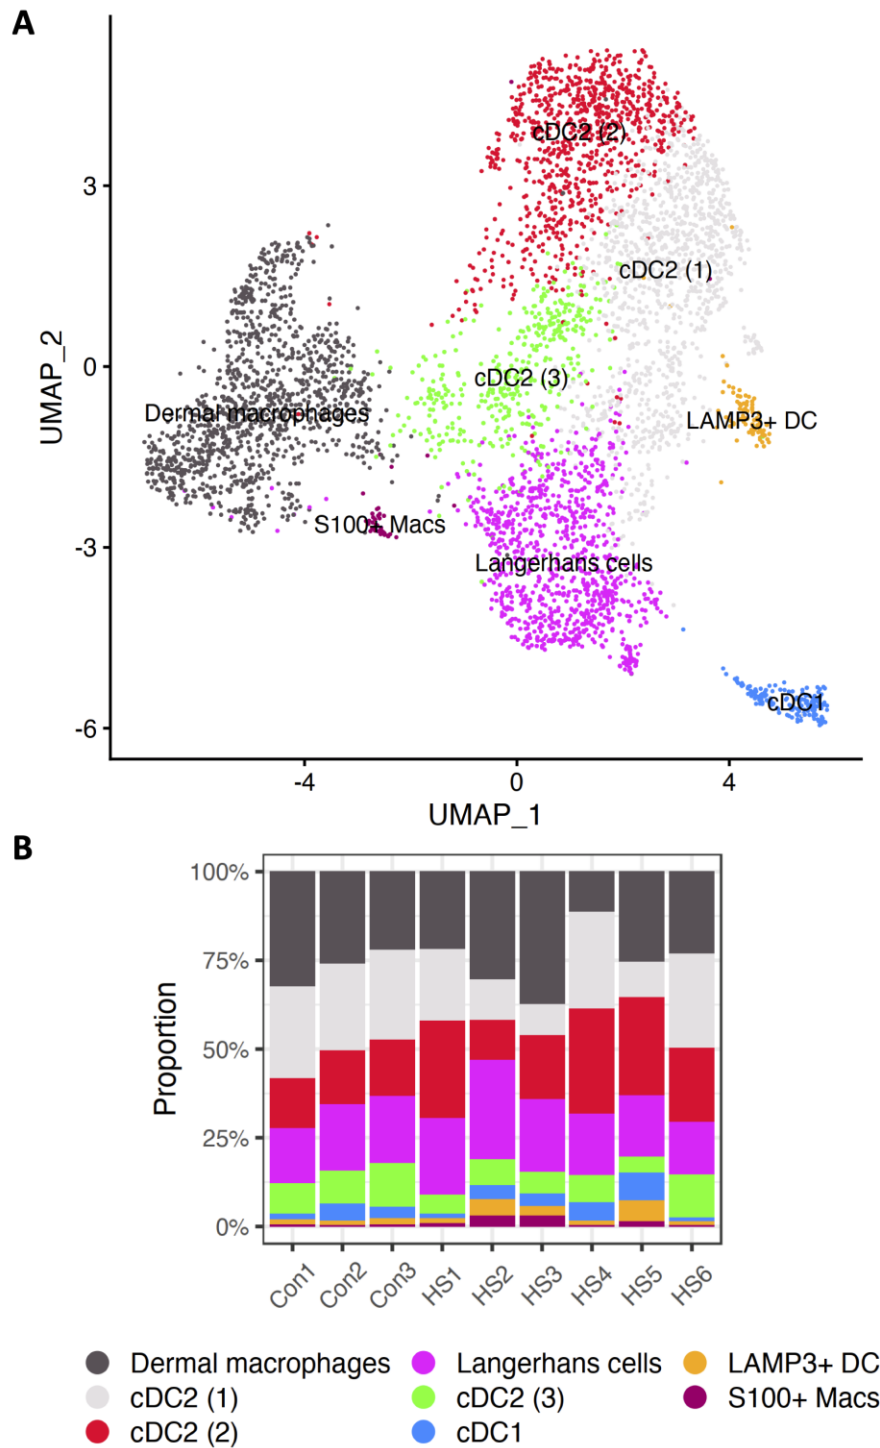 A
cDC2 (2)
3
cDC2 (1)
0
cDC2 (3)
Dermal macrophages
LAMP3+ DC
UMAP_2
S100+ Macs
-3
Langerhans cells
cDC1
-6
-4
0
4
UMAP_1
B
100%
75%
50%
25%
0%
Proportion
Con1
Con2
Con3
HS1
HS2
HS3
HS4
HS5
HS6
Dermal macrophages
Langerhans cells
LAMP3+ DC
cDC2 (1)
cDC2 (3)
S100+ Macs
cDC2 (2)
cDC1